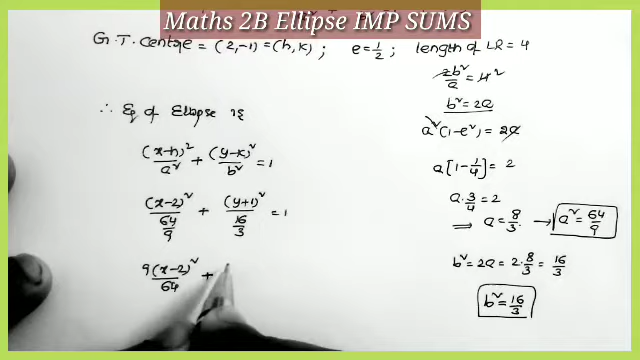 Maths 2B Ellipse IMP SUMS
G.T. Centre = (2,-1) = (h,k) ; e = 1/2 ; length of LR = 4
2b²/a = 4 2
b² = 2a
∴ Eq of Ellipse is
a²(1-e²) = 2a
(x-h)²/a² + (y-k)²/b² = 1
a[1-1/4] = 2
a·3/4 = 2
(x-2)²/(64/9) + (y+1)²/(16/3) = 1
⟹ a = 8/3. → a² = 64/9
9(x-2)²/64 +
b² = 2a = 2·8/3 = 16/3
b² = 16/3